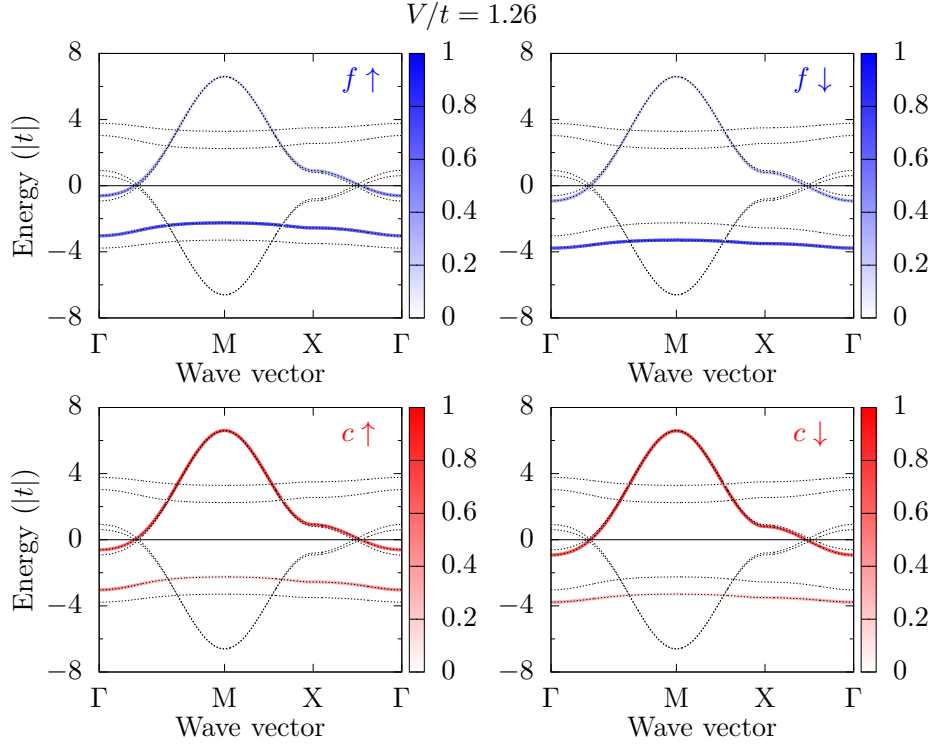 V/t = 1.26
Energy (|t|)
8
4
0
−4
−8
f ↑
Γ M X Γ
Wave vector
1
0.8
0.6
0.4
0.2
0
8
4
0
−4
−8
f ↓
Γ M X Γ
Wave vector
1
0.8
0.6
0.4
0.2
0
Energy (|t|)
8
4
0
−4
−8
c ↑
Γ M X Γ
Wave vector
1
0.8
0.6
0.4
0.2
0
8
4
0
−4
−8
c ↓
Γ M X Γ
Wave vector
1
0.8
0.6
0.4
0.2
0